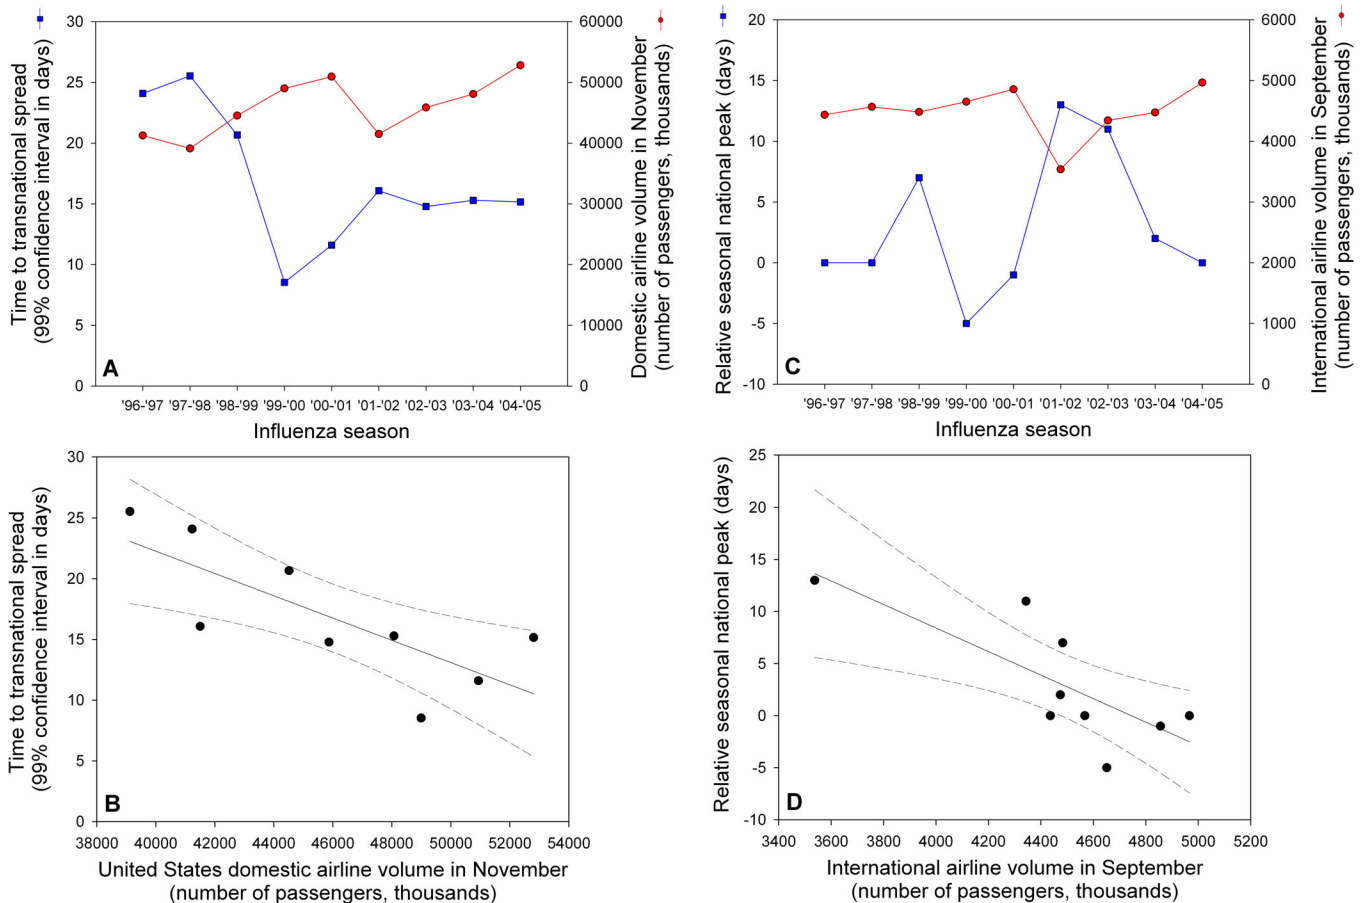 Time to transnational spread
(99% confidence interval in days)
30
25
20
15
10
5
0
A
60000
50000
40000
30000
20000
10000
0
Domestic airline volume in November
(number of passengers, thousands)
'96-'97 '97-'98 '98-'99 '99-'00 '00-'01 '01-'02 '02-'03 '03-'04 '04-'05
Influenza season
Relative seasonal national peak (days)
20
15
10
5
0
-5
-10
C
6000
5000
4000
3000
2000
1000
0
International airline volume in September
(number of passengers, thousands)
'96-'97 '97-'98 '98-'99 '99-'00 '00-'01 '01-'02 '02-'03 '03-'04 '04-'05
Influenza season
Time to transnational spread
(99% confidence interval in days)
30
25
20
15
10
5
0
B
38000 40000 42000 44000 46000 48000 50000 52000 54000
United States domestic airline volume in November
(number of passengers, thousands)
Relative seasonal national peak (days)
25
20
15
10
5
0
-5
-10
D
3400 3600 3800 4000 4200 4400 4600 4800 5000 5200
International airline volume in September
(number of passengers, thousands)